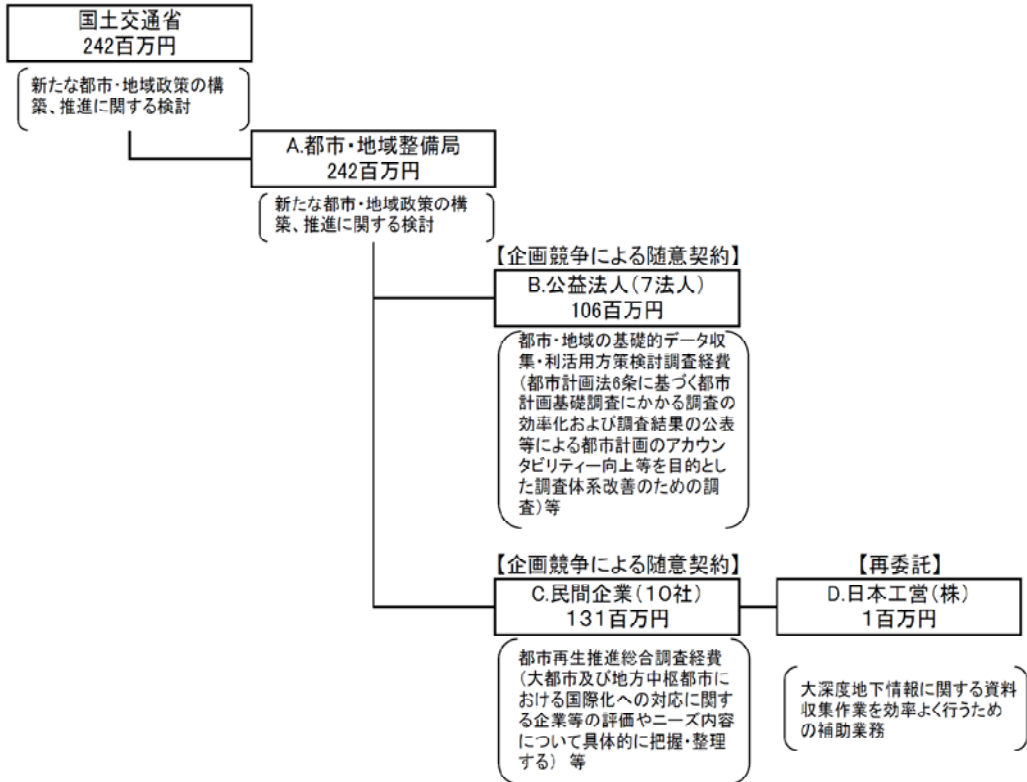 国土交通省
242百万円
新たな都市・地域政策の構
築、推進に関する検討
A.都市・地域整備局
242百万円
新たな都市・地域政策の構
築、推進に関する検討
【企画競争による随意契約】
B.公益法人(7法人)
106百万円
都市・地域の基礎的データ収
集・利活用方策検討調査経費
(都市計画法6条に基づく都市
計画基礎調査にかかる調査の
効率化および調査結果の公表
等による都市計画のアカウン
タビリティー向上等を目的とし
た調査体系改善のための調
査)等
【企画競争による随意契約】
C.民間企業(10社)
131百万円
都市再生推進総合調査経費
(大都市及び地方中枢都市に
おける国際化への対応に関す
る企業等の評価やニーズ内容
について具体的に把握・整理
する) 等
【再委託】
D.日本工営(株)
1百万円
大深度地下情報に関する資料
収集作業を効率よく行うため
の補助業務